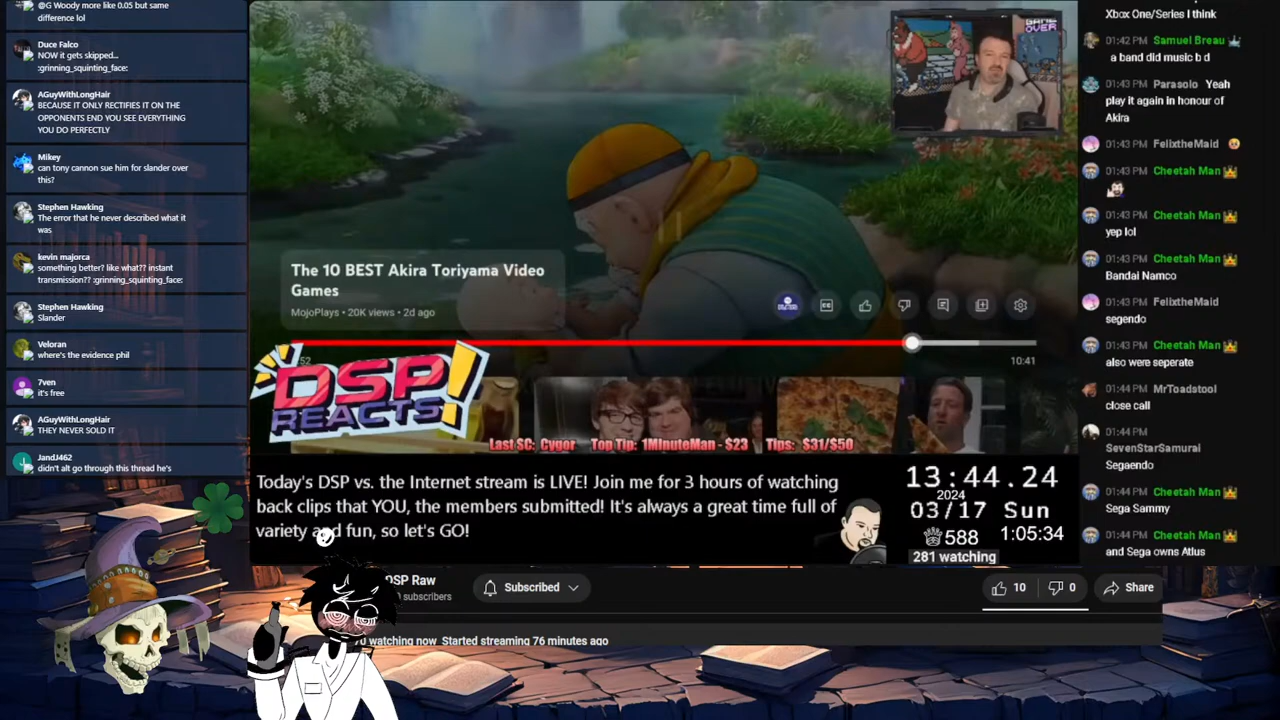 @G Woody more like 0.05 but same
difference lol
Duce Falco
NOW it gets skipped...
:grinning_squinting_face:
AGuyWithLongHair
BECAUSE IT ONLY RECTIFIES IT ON THE
OPPONENTS END YOU SEE EVERYTHING
YOU DO PERFECTLY
Mikey
can tony cannon sue him for slander over
this?
Stephen Hawking
The error that he never described what it
was
kevin majorca
something better? like what?? instant
transmission?? :grinning_squinting_face:
Stephen Hawking
Slander
Veloran
where's the evidence phil
7ven
it's free
AGuyWithLongHair
THEY NEVER SOLD IT
JandJ462
didn't alt go through this thread he's
GAME
OVER
The 10 BEST Akira Toriyama Video
Games
MojoPlays • 20K views • 2d ago
CC
52
10:41
DSP
REACTS!
Last SC: Cygor Top Tip: 1MinuteMan - $23 Tips: $31/$50
Today's DSP vs. the Internet stream is LIVE! Join me for 3 hours of watching
back clips that YOU, the members submitted! It's always a great time full of
variety and fun, so let's GO!
13:44.24
2024
03/17 Sun
588 1:05:34
281 watching
DSP Raw
subscribers
Subscribed
10
0
Share
watching now Started streaming 76 minutes ago
Xbox One/Series I think
01:42 PM Samuel Breau
a band did music b d
01:43 PM Parasolo Yeah
play it again in honour of
Akira
01:43 PM FelixtheMaid
01:43 PM Cheetah Man
01:43 PM Cheetah Man
yep lol
01:43 PM Cheetah Man
Bandai Namco
01:43 PM FelixtheMaid
segendo
01:43 PM Cheetah Man
also were seperate
01:44 PM MrToadstool
close call
01:44 PM
SevenStarSamurai
Segaendo
01:44 PM Cheetah Man
Sega Sammy
01:44 PM Cheetah Man
and Sega owns Atlus